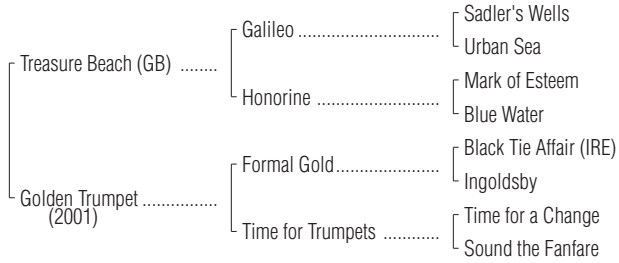 Sadler's Wells
Galileo ..................................
Urban Sea
Treasure Beach (GB) ........
Mark of Esteem
Honorine .............................
Blue Water
Black Tie Affair (IRE)
Formal Gold........................
Ingoldsby
Golden Trumpet ................
(2001)
Time for a Change
Time for Trumpets ............
Sound the Fanfare